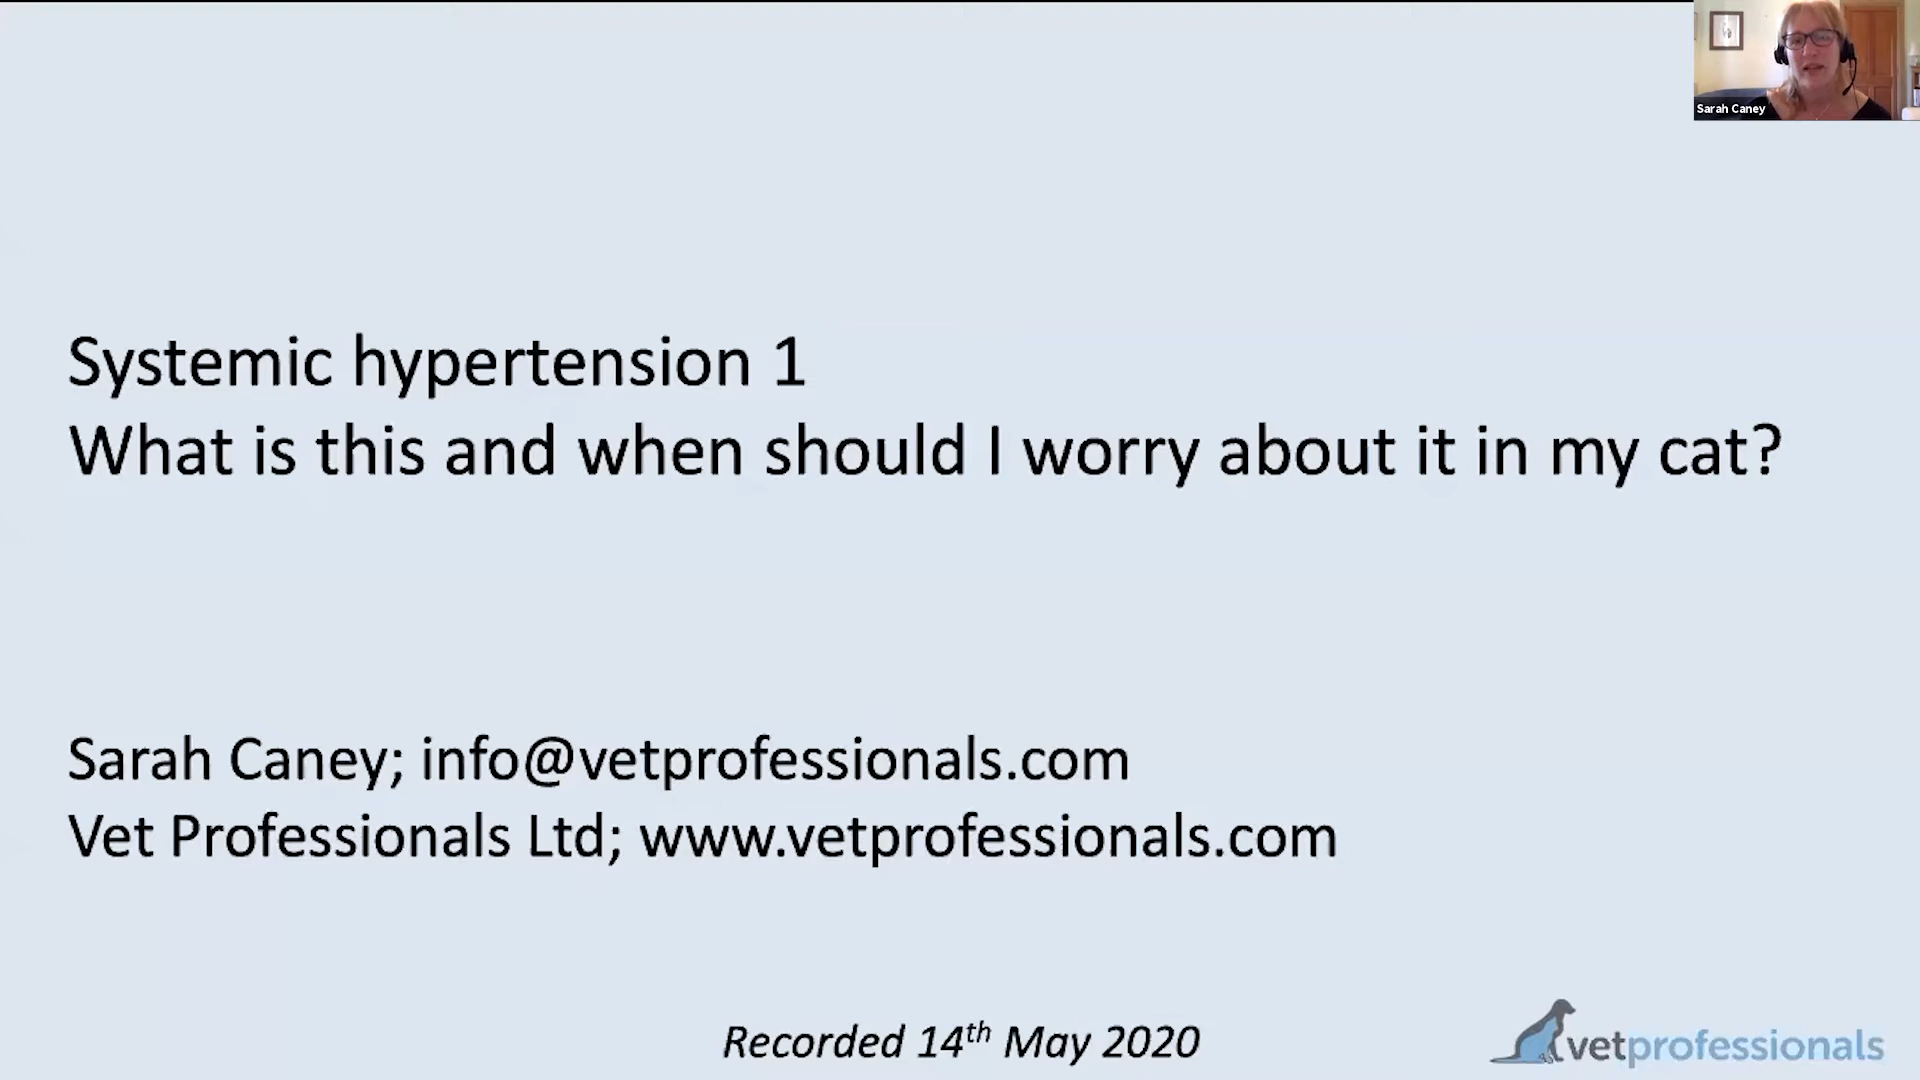 Sarah Caney
Systemic hypertension 1
What is this and when should I worry about it in my cat?
Sarah Caney; info@vetprofessionals.com
Vet Professionals Ltd; www.vetprofessionals.com
Recorded 14th May 2020
vetprofessionals